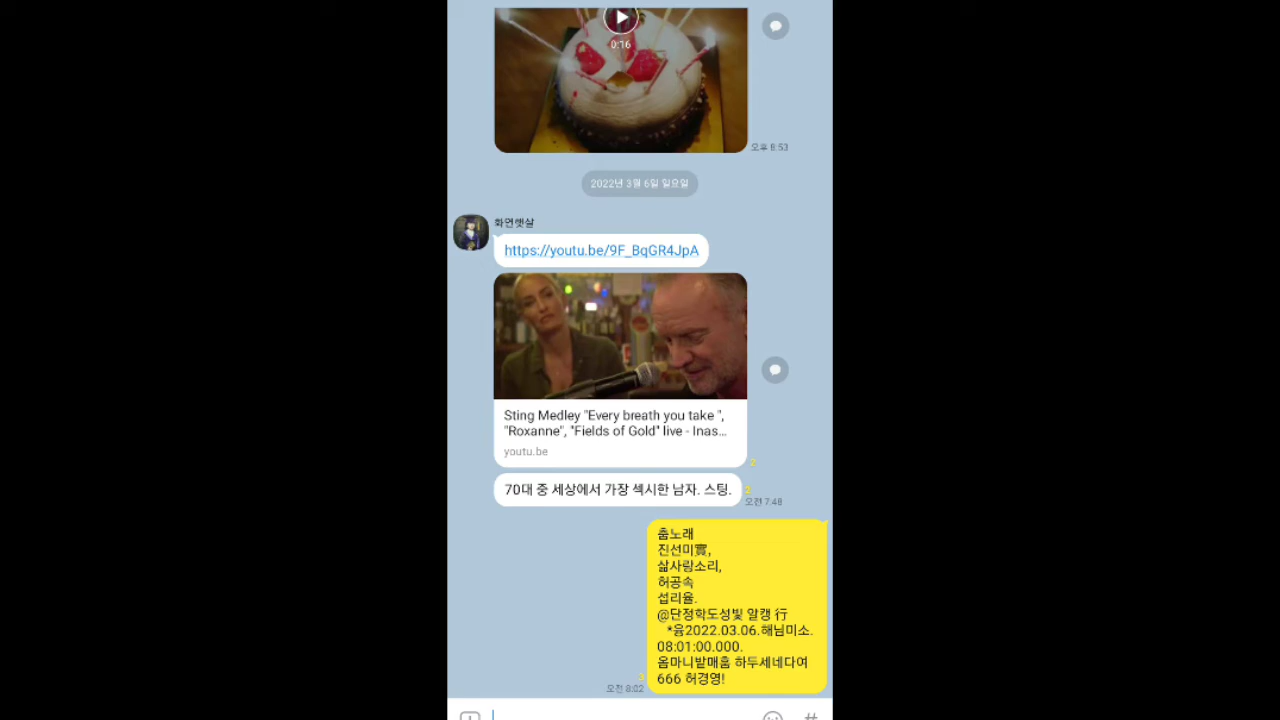 0:16
오후 8:53
2022년 3월 6일 일요일
화연햇살
https://youtu.be/9F_BqGR4JpA
Sting Medley "Every breath you take ",
"Roxanne", "Fields of Gold" live - Inas...
youtu.be
2
70대 중 세상에서 가장 섹시한 남자. 스팅.
2
오전 7:48
춤노래
진선미實,
삶사랑소리,
허공속
섭리율.
@단정학도성빛 알캥 行
*융2022.03.06.해님미소.
08:01:00.000.
옴마니밭매훔 하두세네다여
666 허경영!
3
오전 8:02
#